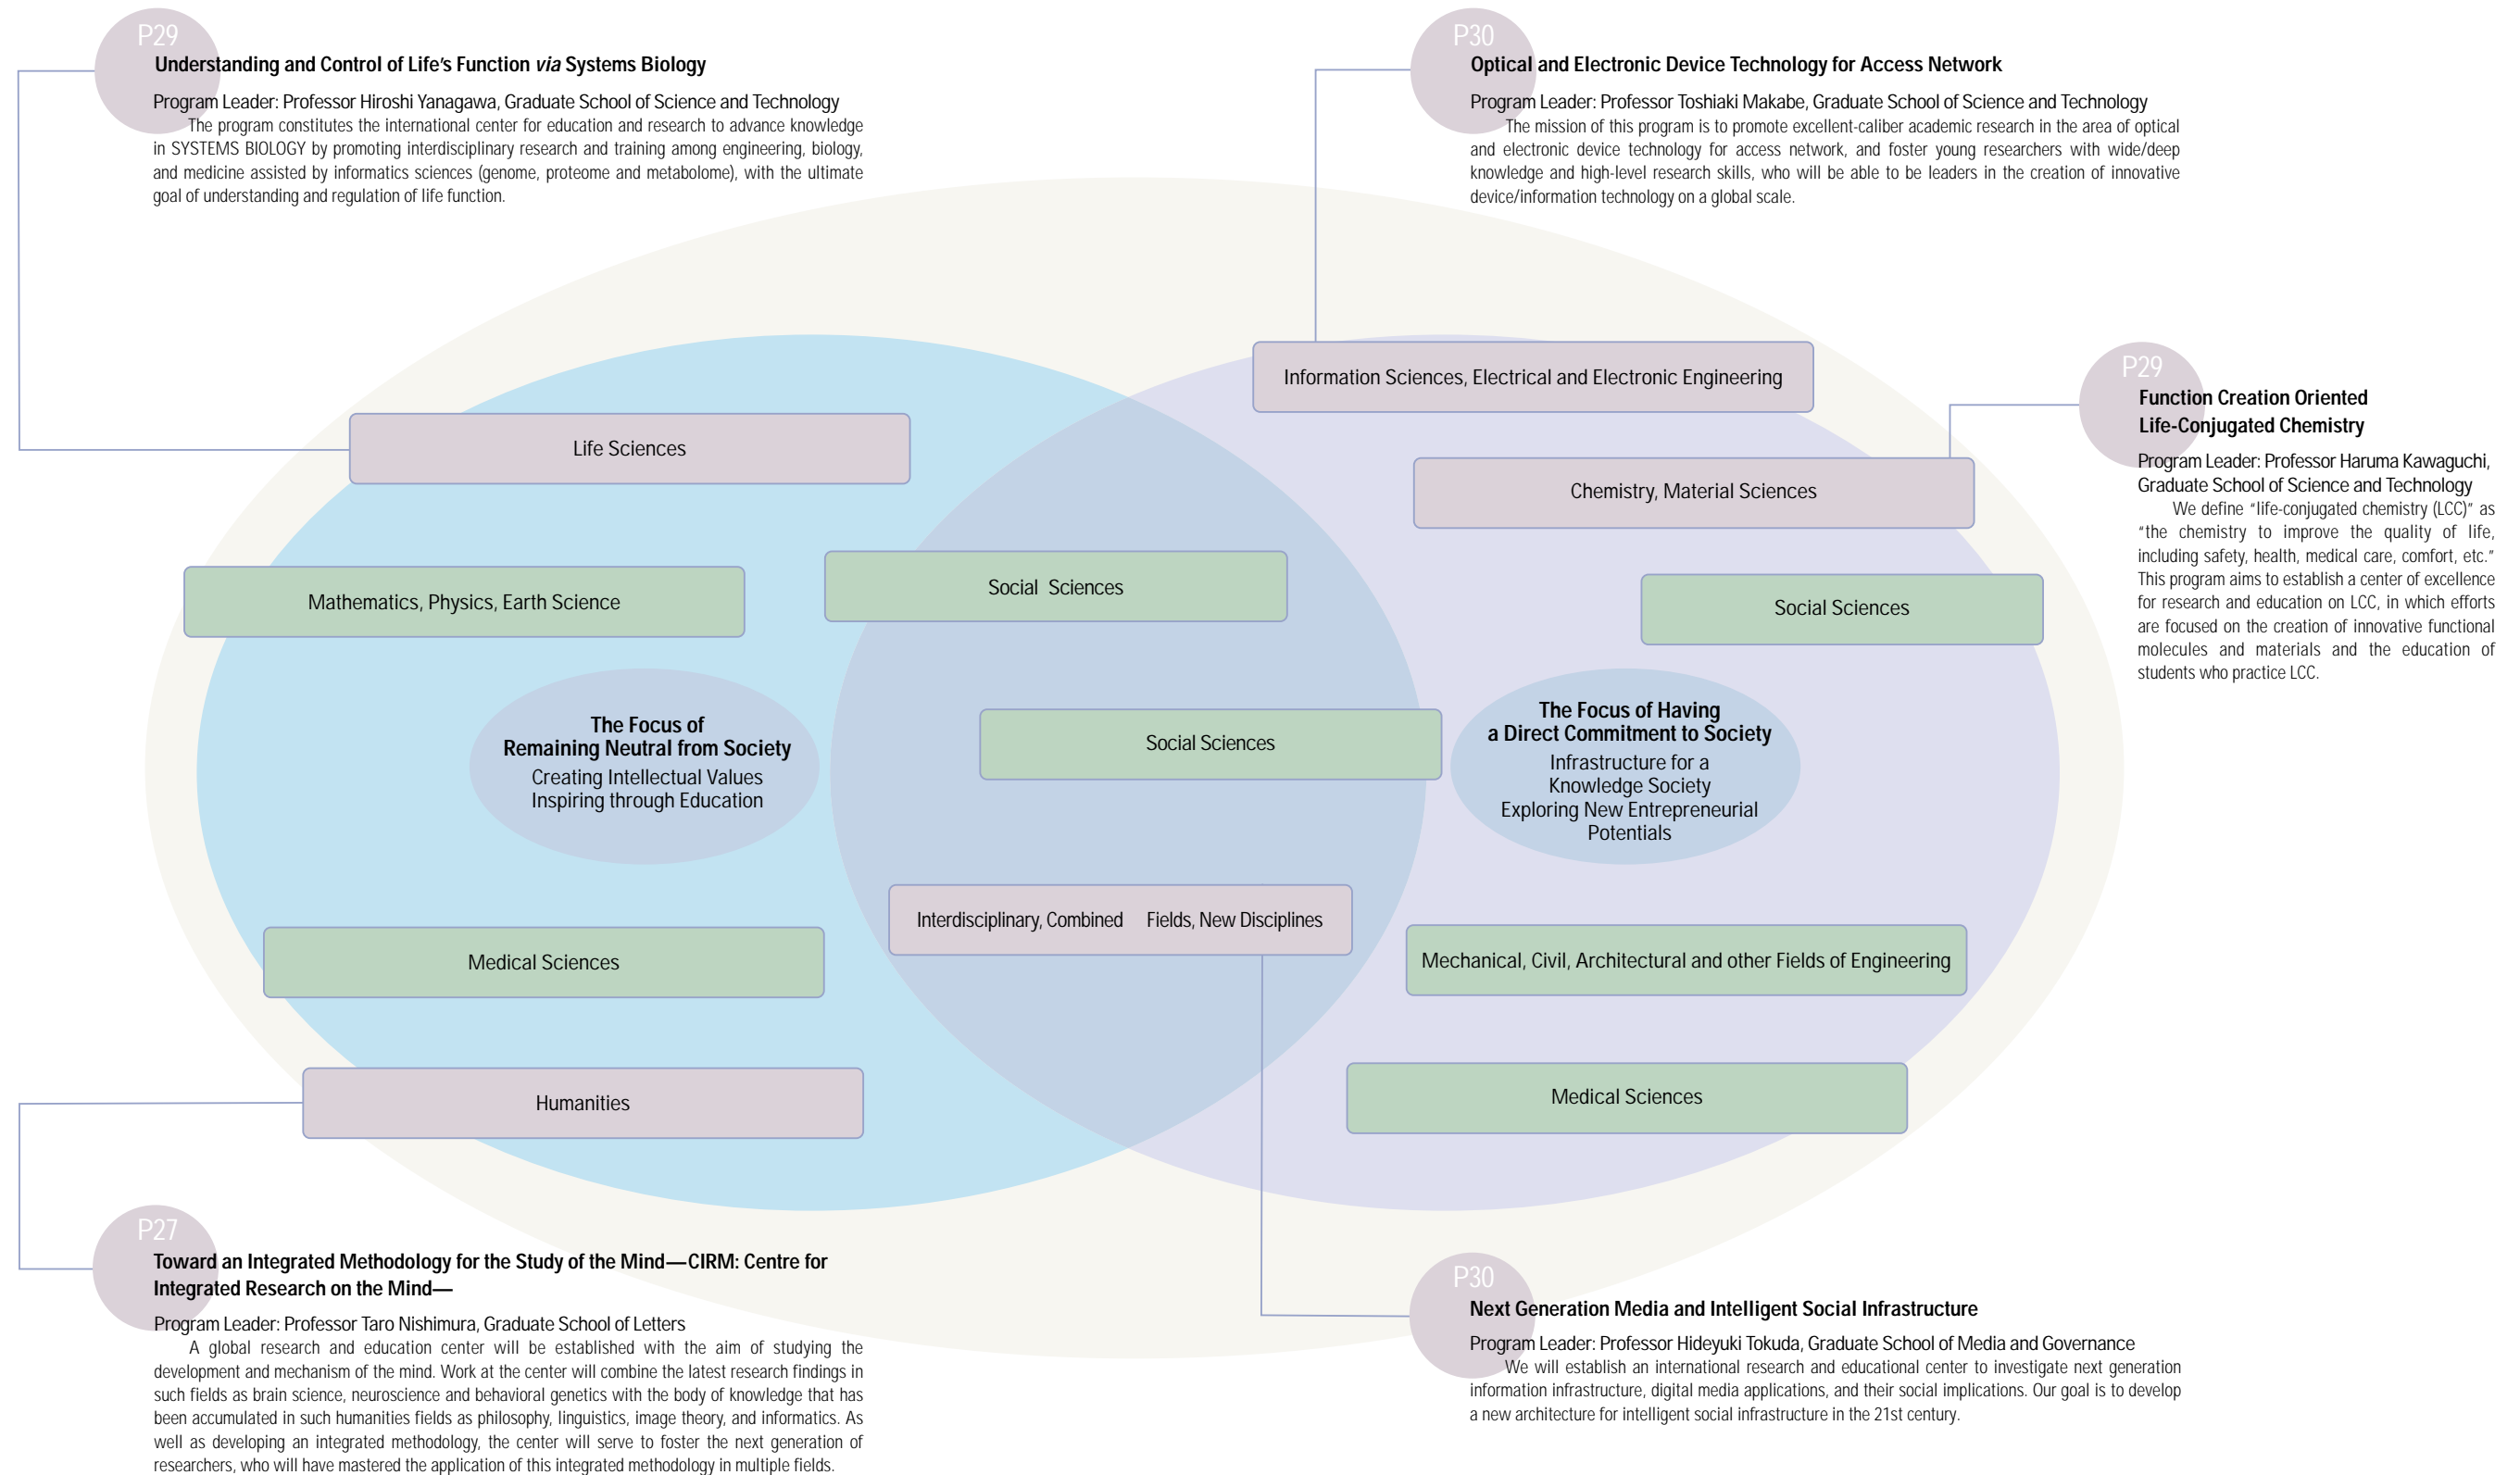 P29
Understanding and Control of Life's Function via Systems Biology
Program Leader: Professor Hiroshi Yanagawa, Graduate School of Science and Technology
The program constitutes the international center for education and research to advance knowledge
in SYSTEMS BIOLOGY by promoting interdisciplinary research and training among engineering, biology,
and medicine assisted by informatics sciences (genome, proteome and metabolome), with the ultimate
goal of understanding and regulation of life function.
P30
Optical and Electronic Device Technology for Access Network
Program Leader: Professor Toshiaki Makabe, Graduate School of Science and Technology
The mission of this program is to promote excellent-caliber academic research in the area of optical
and electronic device technology for access network, and foster young researchers with wide/deep
knowledge and high-level research skills, who will be able to be leaders in the creation of innovative
device/information technology on a global scale.
P29
Function Creation Oriented
Life-Conjugated Chemistry
Program Leader: Professor Haruma Kawaguchi,
Graduate School of Science and Technology
We define "life-conjugated chemistry (LCC)" as
"the chemistry to improve the quality of life,
including safety, health, medical care, comfort, etc."
This program aims to establish a center of excellence
for research and education on LCC, in which efforts
are focused on the creation of innovative functional
molecules and materials and the education of
students who practice LCC.
Information Sciences, Electrical and Electronic Engineering
Life Sciences
Chemistry, Material Sciences
Social Sciences
Mathematics, Physics, Earth Science
Social Sciences
The Focus of
Remaining Neutral from Society
Creating Intellectual Values
Inspiring through Education
Social Sciences
The Focus of Having
a Direct Commitment to Society
Infrastructure for a
Knowledge Society
Exploring New Entrepreneurial
Potentials
Interdisciplinary, Combined Fields, New Disciplines
Medical Sciences
Mechanical, Civil, Architectural and other Fields of Engineering
Humanities
Medical Sciences
P27
Toward an Integrated Methodology for the Study of the Mind—CIRM: Centre for
Integrated Research on the Mind—
Program Leader: Professor Taro Nishimura, Graduate School of Letters
A global research and education center will be established with the aim of studying the
development and mechanism of the mind. Work at the center will combine the latest research findings in
such fields as brain science, neuroscience and behavioral genetics with the body of knowledge that has
been accumulated in such humanities fields as philosophy, linguistics, image theory, and informatics. As
well as developing an integrated methodology, the center will serve to foster the next generation of
researchers, who will have mastered the application of this integrated methodology in multiple fields.
P30
Next Generation Media and Intelligent Social Infrastructure
Program Leader: Professor Hideyuki Tokuda, Graduate School of Media and Governance
We will establish an international research and educational center to investigate next generation
information infrastructure, digital media applications, and their social implications. Our goal is to develop
a new architecture for intelligent social infrastructure in the 21st century.